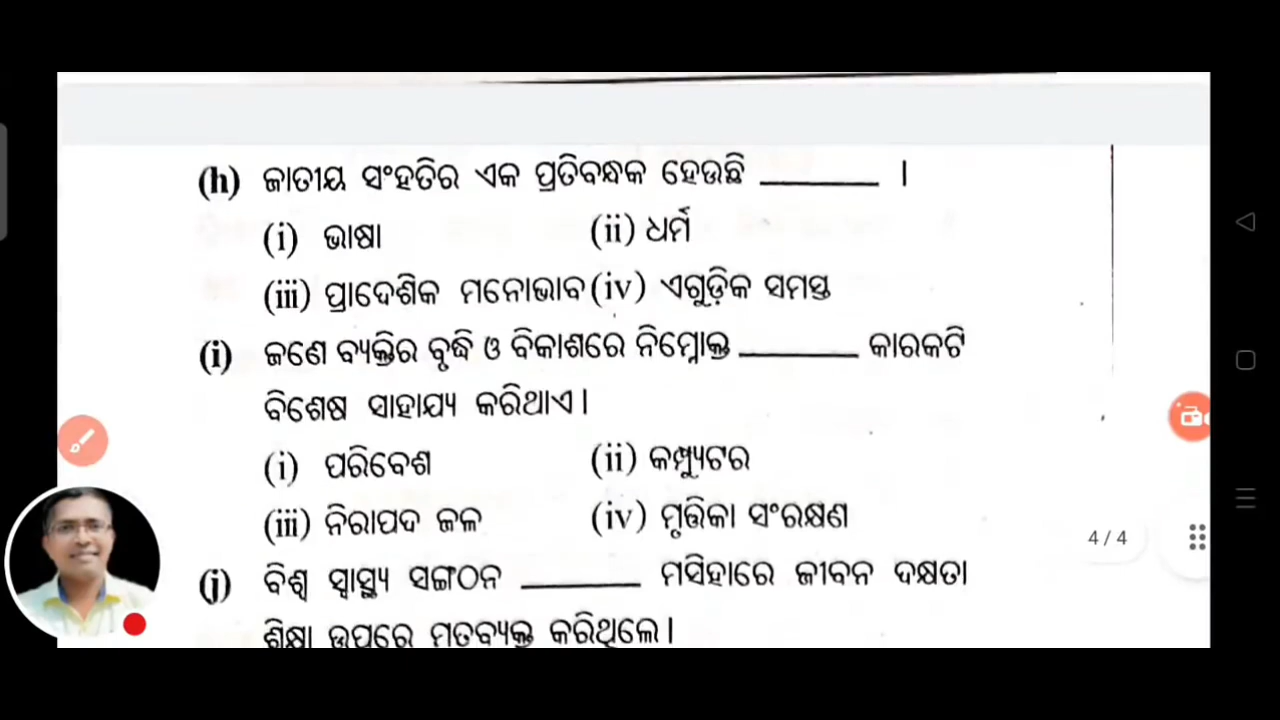 (h) ଜାତୀୟ ସଂହତିର ଏକ ପ୍ରତିବନ୍ଧକ ହେଉଛି ________ ।
(i) ଭାଷା (ii) ଧର୍ମ
(iii) ପ୍ରାଦେଶିକ ମନୋଭାବ (iv) ଏଗୁଡ଼ିକ ସମସ୍ତ
(i) ଜଣେ ବ୍ୟକ୍ତିର ବୃଦ୍ଧି ଓ ବିକାଶରେ ନିମ୍ନୋକ୍ତ ________ କାରକଟି
ବିଶେଷ ସାହାଯ୍ୟ କରିଥାଏ ।
(i) ପରିବେଶ (ii) କମ୍ପ୍ୟୁଟର
(iii) ନିରାପଦ ଜଳ (iv) ମୃତ୍ତିକା ସଂରକ୍ଷଣ
4 / 4
(j) ବିଶ୍ୱ ସ୍ୱାସ୍ଥ୍ୟ ସଙ୍ଗଠନ ________ ମସିହାରେ ଜୀବନ ଦକ୍ଷତା
ଶିକ୍ଷା ଉପରେ ମତବ୍ୟକ୍ତ କରିଥିଲେ ।